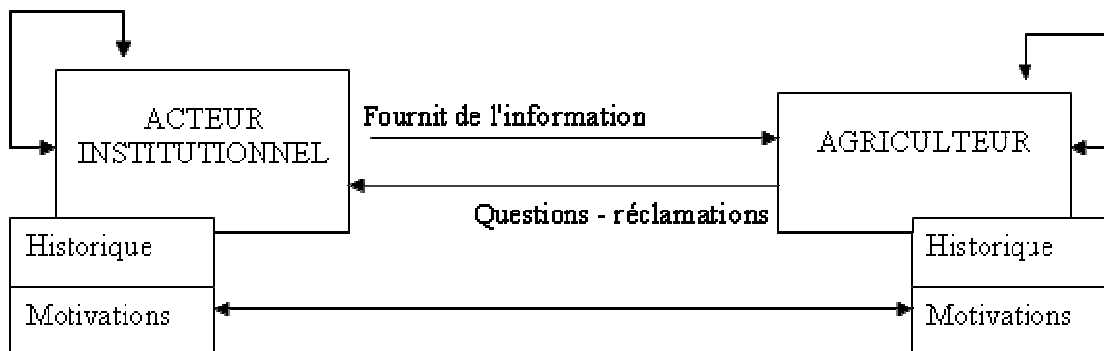 ACTEUR
INSTITUTIONNEL
Fournit de l'information
AGRICULTEUR
Questions - réclamations
Historique
Motivations
Historique
Motivations